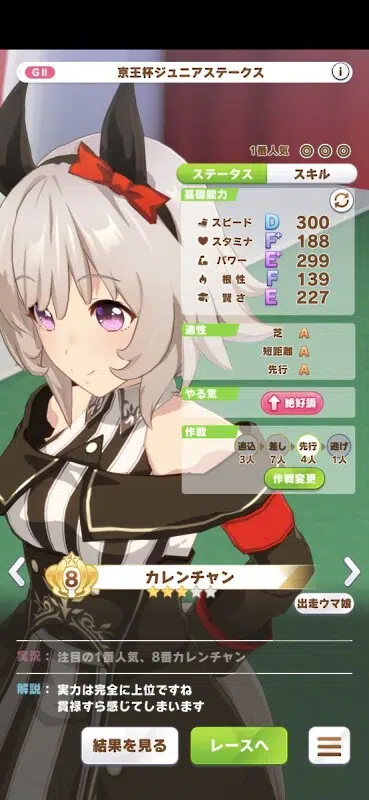 GⅡ 京王杯ジュニアステークス i
1番人気 ◎ ◎ ◎
ステータス スキル
基礎能力
スピード D 300
スタミナ F+ 188
パワー E+ 299
根性 F 139
賢さ E 227
適性
芝 A
短距離 A
先行 A
やる気 絶好調
作戦
追込 差し 先行 逃げ
3人 7人 4人 1人
作戦変更
8 カレンチャン
出走ウマ娘
実況: 注目の1番人気、8番カレンチャン
解説: 実力は完全に上位ですね
貫禄すら感じてしまいます
結果を見る レースへ